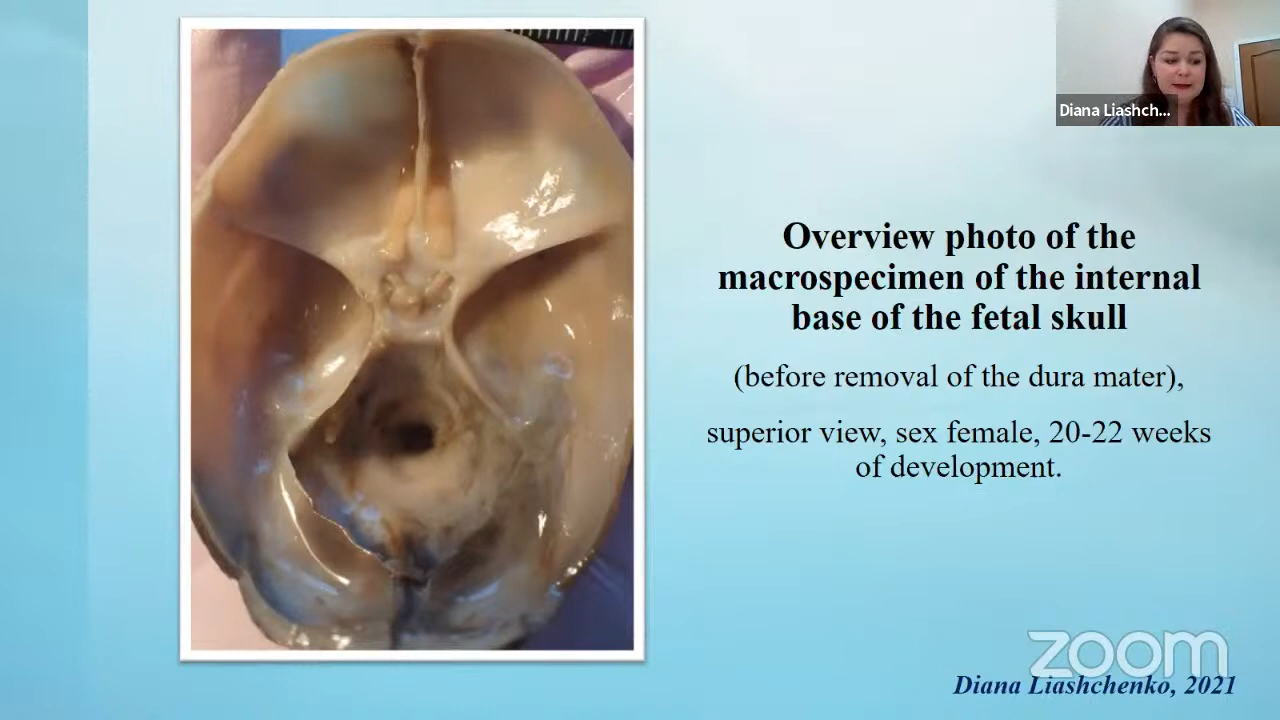 Diana Liashch...
Overview photo of the
macrospecimen of the internal
base of the fetal skull
(before removal of the dura mater),
superior view, sex female, 20-22 weeks
of development.
zoom
Diana Liashchenko, 2021